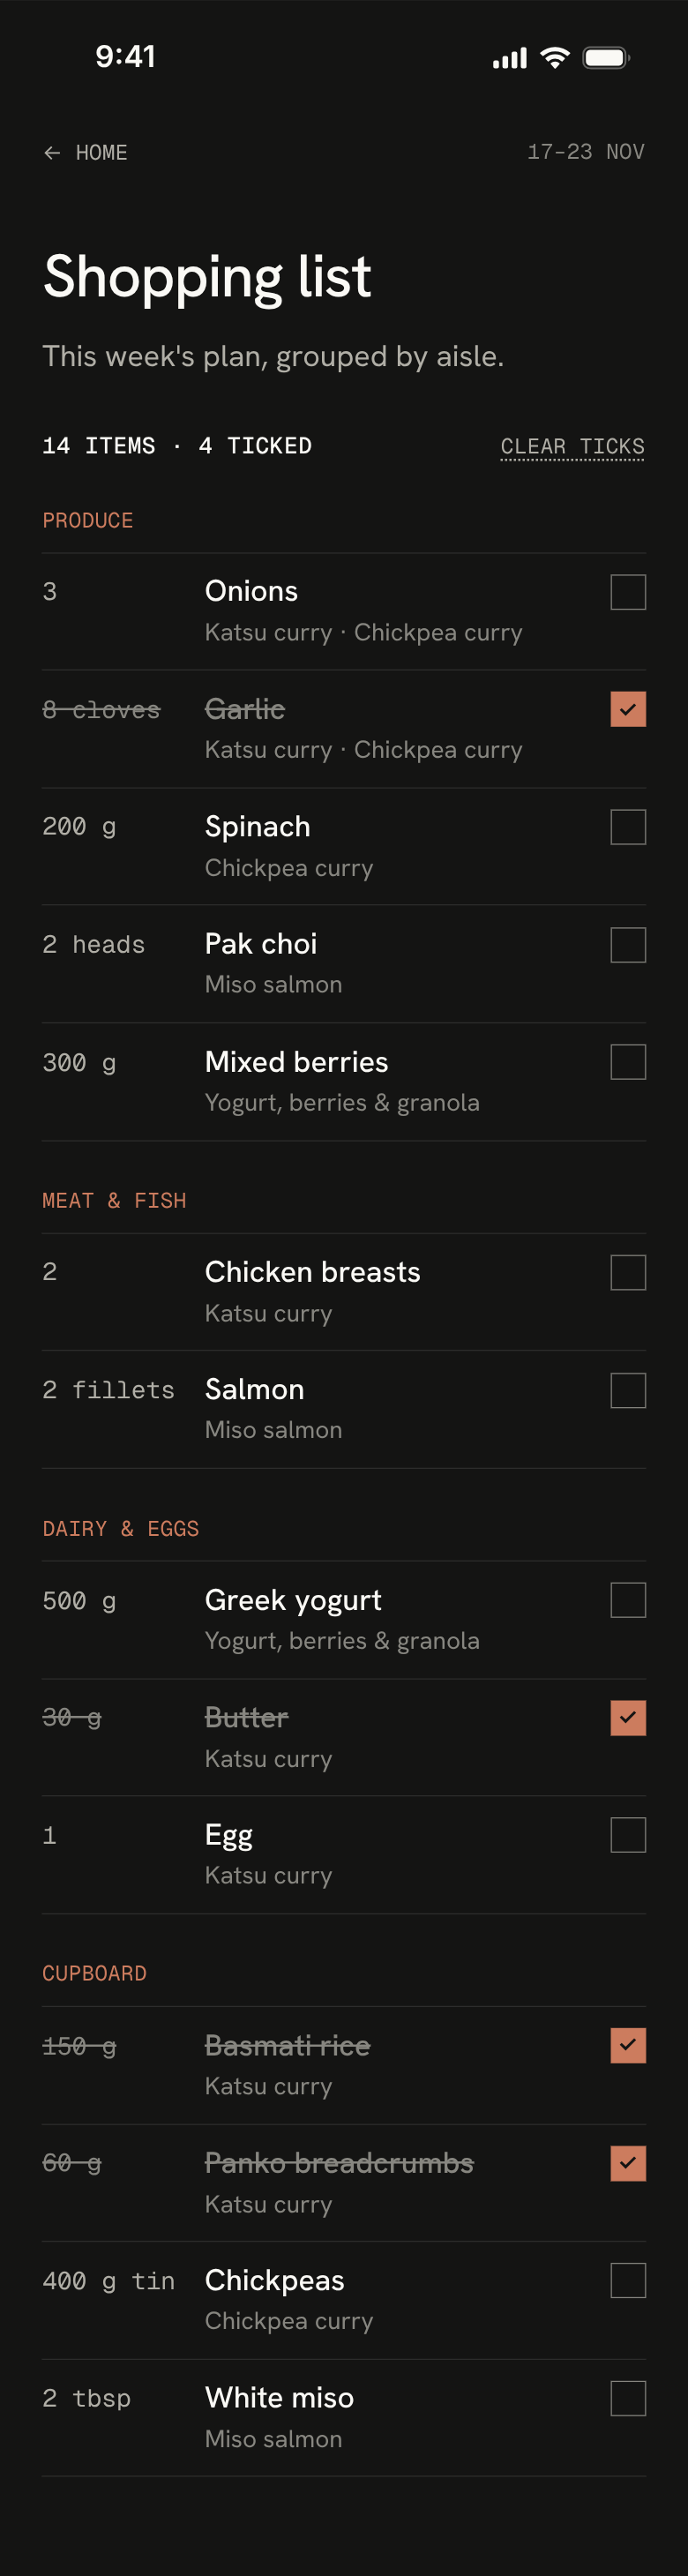 9:41
← HOME 17–23 NOV
Shopping list
This week's plan, grouped by aisle.
14 ITEMS · 4 TICKED CLEAR TICKS
PRODUCE
3 Onions
Katsu curry · Chickpea curry
8 cloves Garlic
Katsu curry · Chickpea curry
200 g Spinach
Chickpea curry
2 heads Pak choi
Miso salmon
300 g Mixed berries
Yogurt, berries & granola
MEAT & FISH
2 Chicken breasts
Katsu curry
2 fillets Salmon
Miso salmon
DAIRY & EGGS
500 g Greek yogurt
Yogurt, berries & granola
30 g Butter
Katsu curry
1 Egg
Katsu curry
CUPBOARD
150 g Basmati rice
Katsu curry
60 g Panko breadcrumbs
Katsu curry
400 g tin Chickpeas
Chickpea curry
2 tbsp White miso
Miso salmon